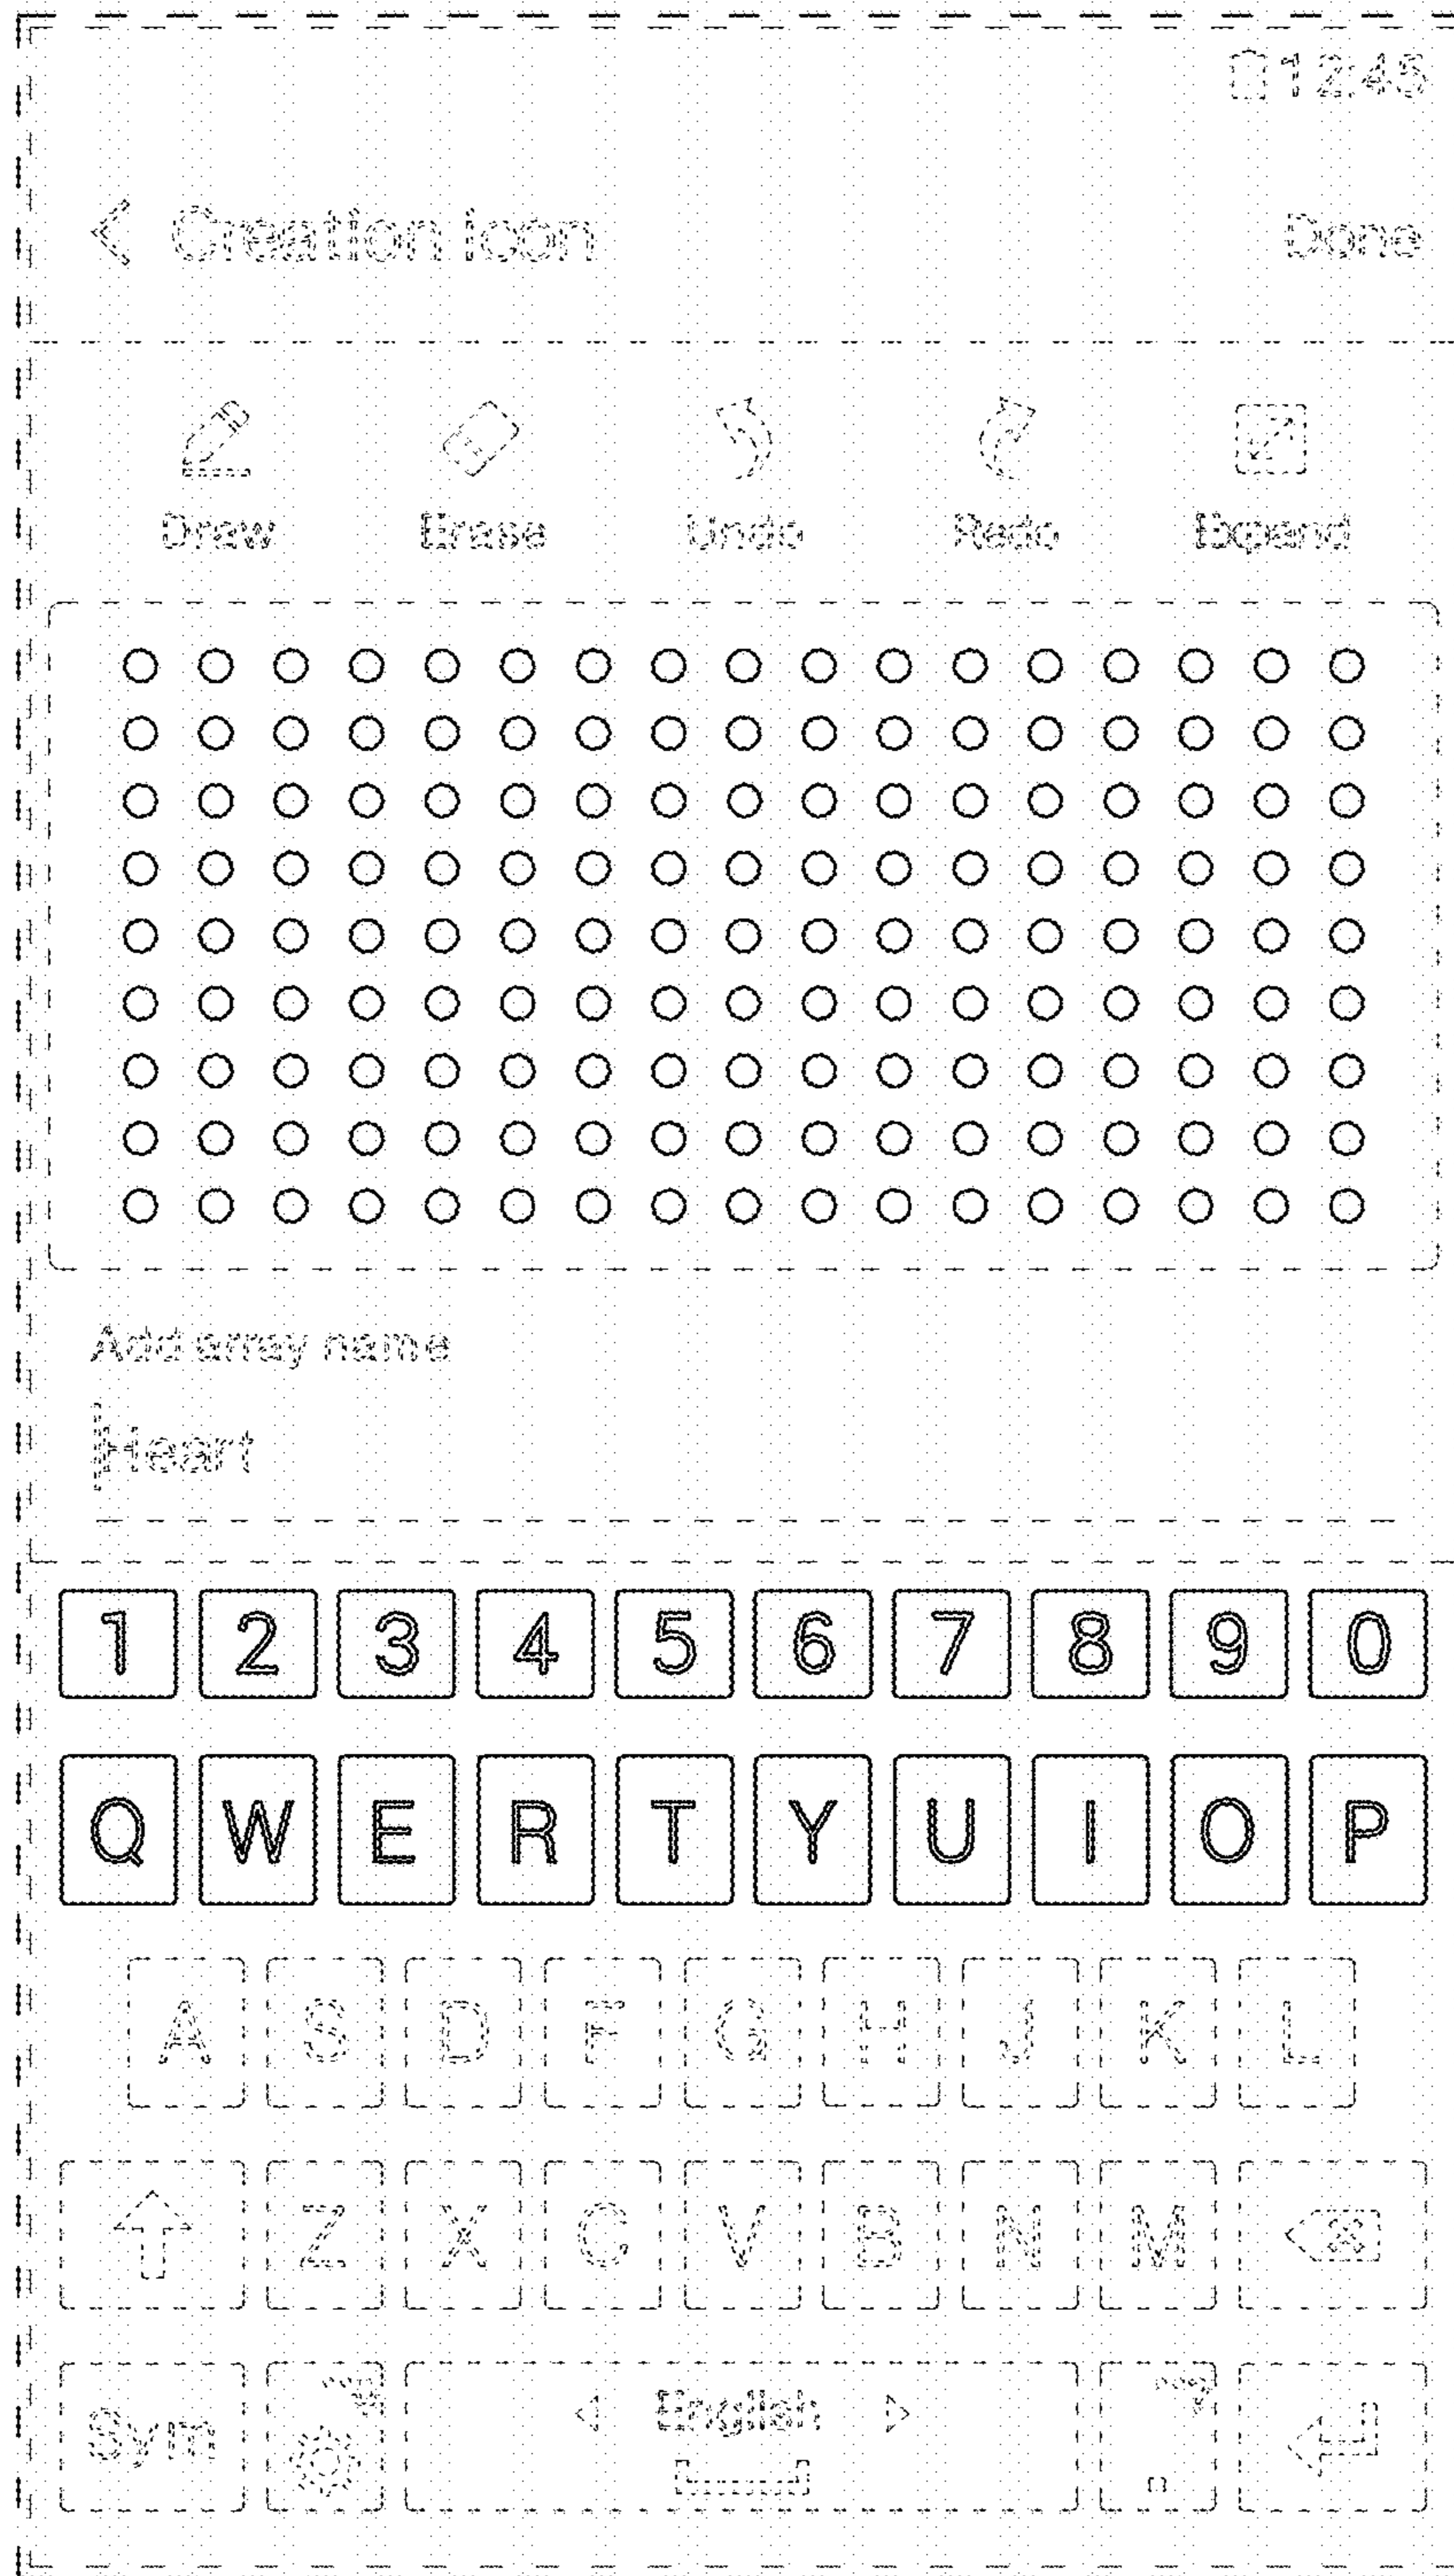 12:45
Creation icon Done
Draw Erase Undo Redo Expand
Add array name
Heart
1 2 3 4 5 6 7 8 9 0
Q W E R T Y U I O P
A S D F G H J K L
Z X C V B N M
Sym English .